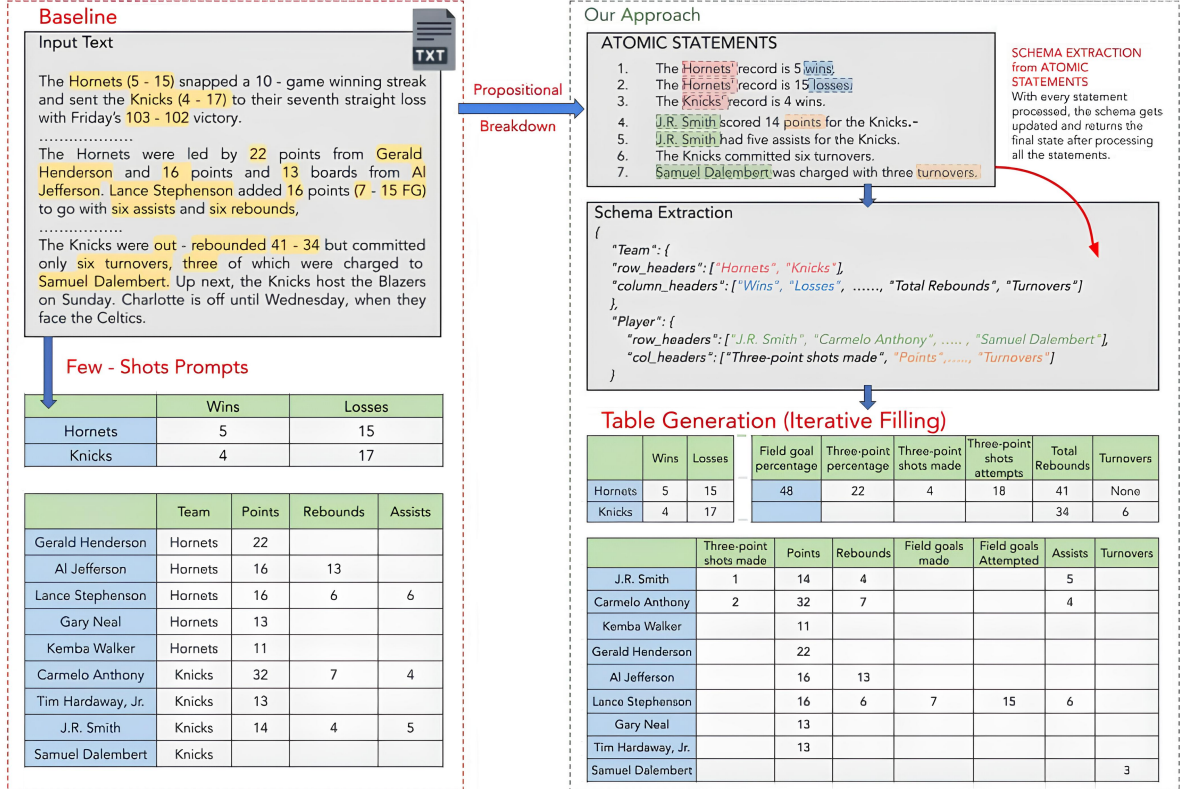 Baseline
TXT
Input Text
The Hornets (5 - 15) snapped a 10 - game winning streak
and sent the Knicks (4 - 17) to their seventh straight loss
with Friday's 103 - 102 victory.
....................
The Hornets were led by 22 points from Gerald
Henderson and 16 points and 13 boards from Al
Jefferson. Lance Stephenson added 16 points (7 - 15 FG)
to go with six assists and six rebounds,
..................
The Knicks were out - rebounded 41 - 34 but committed
only six turnovers, three of which were charged to
Samuel Dalembert. Up next, the Knicks host the Blazers
on Sunday. Charlotte is off until Wednesday, when they
face the Celtics.
Few - Shots Prompts
Wins Losses
Hornets 5 15
Knicks 4 17
Team Points Rebounds Assists
Gerald Henderson Hornets 22
Al Jefferson Hornets 16 13
Lance Stephenson Hornets 16 6 6
Gary Neal Hornets 13
Kemba Walker Hornets 11
Carmelo Anthony Knicks 32 7 4
Tim Hardaway, Jr. Knicks 13
J.R. Smith Knicks 14 4 5
Samuel Dalembert Knicks
Propositional
Breakdown
Our Approach
ATOMIC STATEMENTS
1. The Hornets' record is 5 wins.
2. The Hornets' record is 15 losses.
3. The Knicks' record is 4 wins.
4. J.R. Smith scored 14 points for the Knicks.-
5. J.R. Smith had five assists for the Knicks.
6. The Knicks committed six turnovers.
7. Samuel Dalembert was charged with three turnovers.
SCHEMA EXTRACTION
from ATOMIC
STATEMENTS
With every statement
processed, the schema gets
updated and returns the
final state after processing
all the statements.
Schema Extraction
{
"Team": {
"row_headers": ["Hornets", "Knicks"],
"column_headers": ["Wins", "Losses", ......, "Total Rebounds", "Turnovers"]
},
"Player": {
"row_headers": ["J.R. Smith", "Carmelo Anthony", ..... , "Samuel Dalembert"],
"col_headers": ["Three-point shots made", "Points",....., "Turnovers"]
}
Table Generation (Iterative Filling)
Wins Losses Field goal percentage Three-point percentage Three-point shots made Three-point shots attempts Total Rebounds Turnovers
Hornets 5 15 48 22 4 18 41 None
Knicks 4 17 34 6
Three-point shots made Points Rebounds Field goals made Field goals Attempted Assists Turnovers
J.R. Smith 1 14 4 5
Carmelo Anthony 2 32 7 4
Kemba Walker 11
Gerald Henderson 22
Al Jefferson 16 13
Lance Stephenson 16 6 7 15 6
Gary Neal 13
Tim Hardaway, Jr. 13
Samuel Dalembert 3